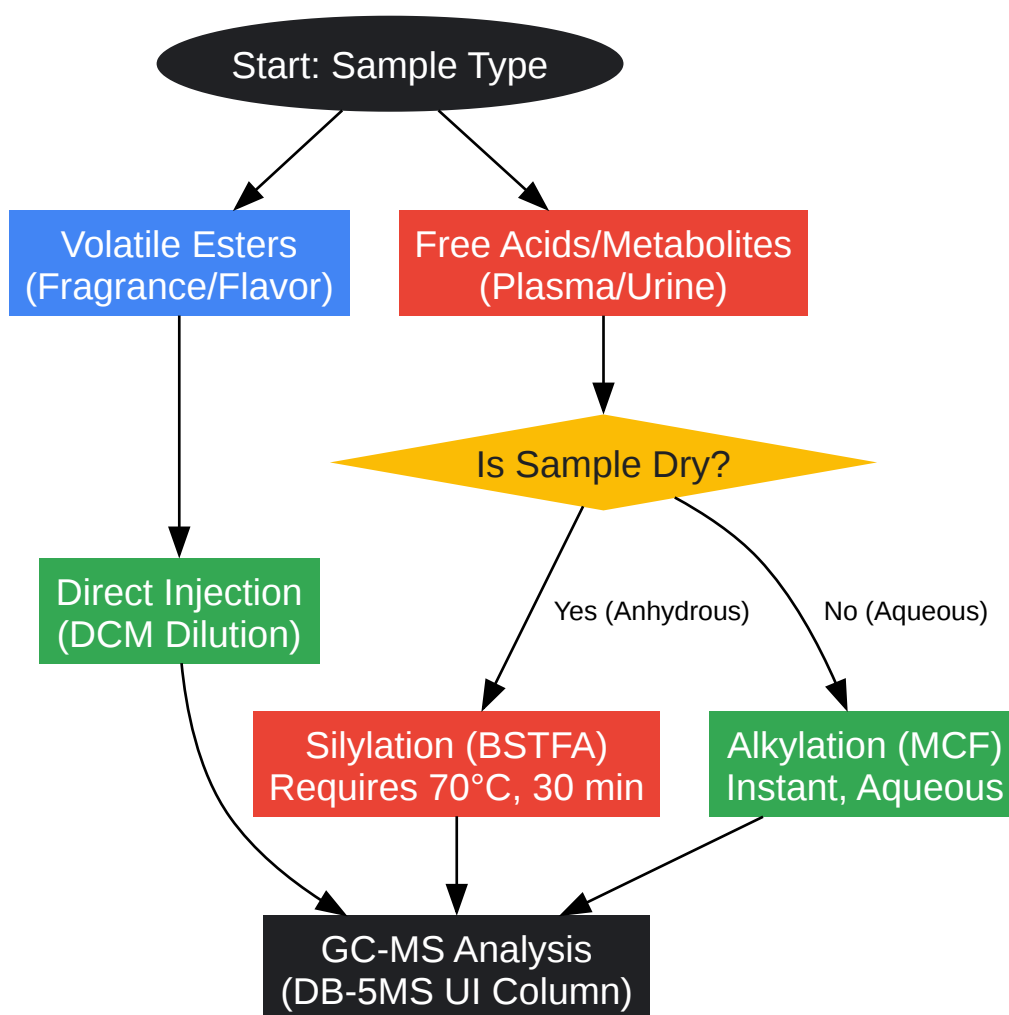 Start: Sample Type
Volatile Esters
(Fragrance/Flavor)
Free Acids/Metabolites
(Plasma/Urine)
Is Sample Dry?
Direct Injection
(DCM Dilution)
Yes (Anhydrous)
No (Aqueous)
Silylation (BSTFA)
Requires 70°C, 30 min
Alkylation (MCF)
Instant, Aqueous
GC-MS Analysis
(DB-5MS UI Column)